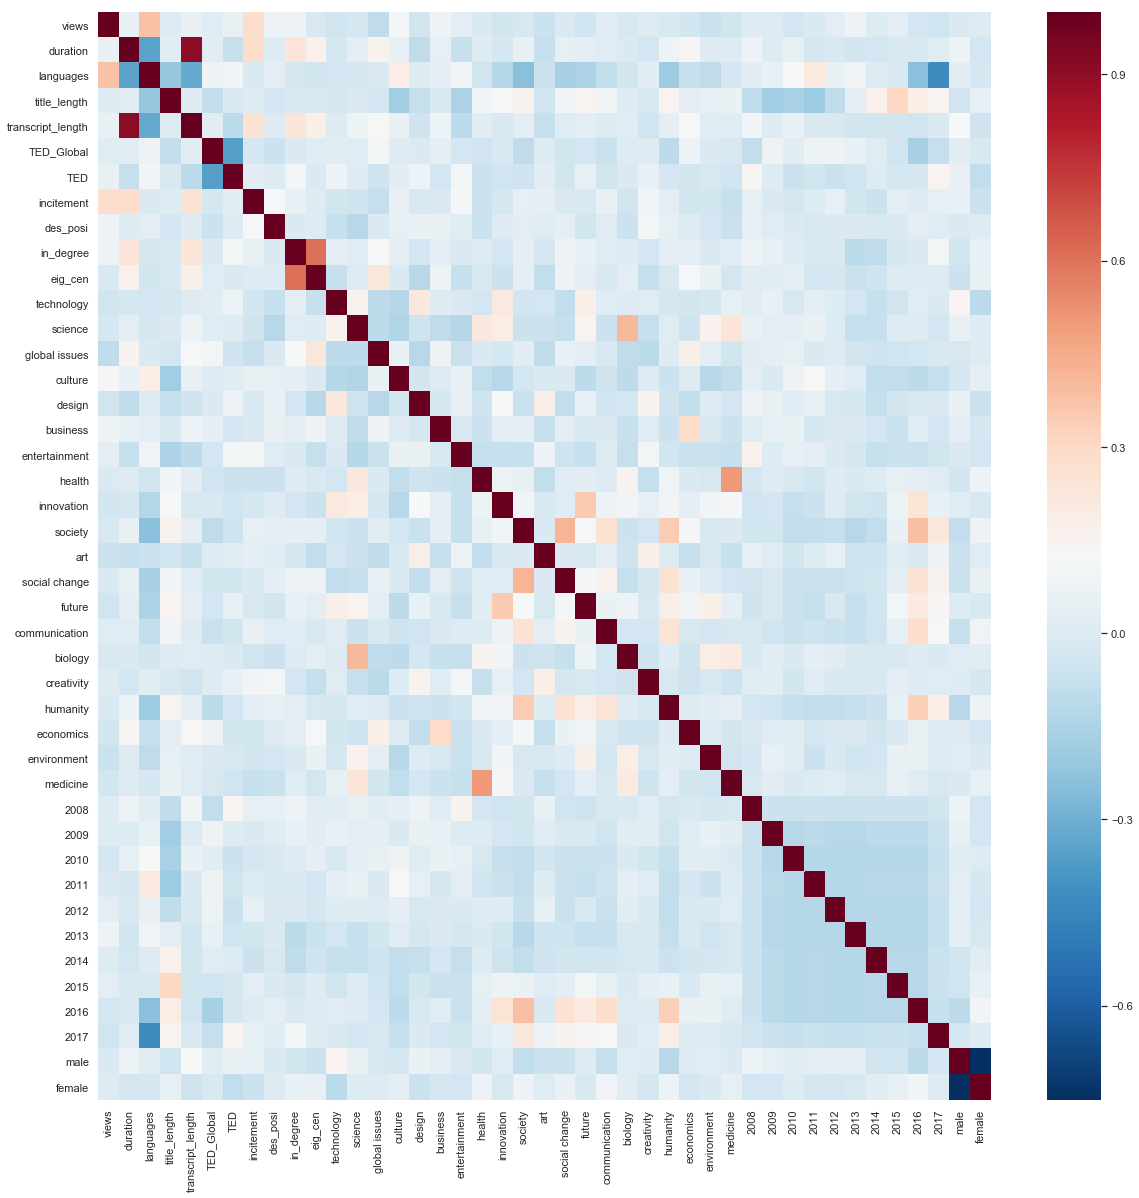 views
duration
languages
title_length
transcript_length
TED_Global
TED
incitement
des_posi
in_degree
eig_cen
technology
science
global issues
culture
design
business
entertainment
health
innovation
society
art
social change
future
communication
biology
creativity
humanity
economics
environment
medicine
2008
2009
2010
2011
2012
2013
2014
2015
2016
2017
male
female
views
duration
languages
title_length
transcript_length
TED_Global
TED
incitement
des_posi
in_degree
eig_cen
technology
science
global issues
culture
design
business
entertainment
health
innovation
society
art
social change
future
communication
biology
creativity
humanity
economics
environment
medicine
2008
2009
2010
2011
2012
2013
2014
2015
2016
2017
male
female
0.9
0.6
0.3
0.0
−0.3
−0.6